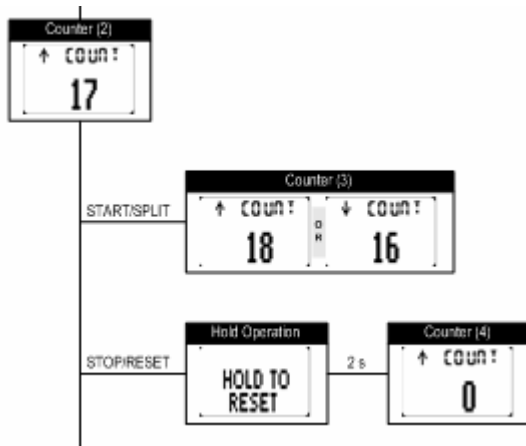 Counter (2)
↑ COUNT
17
Counter (3)
START/SPLIT
↑ COUNT
18
OR
↓ COUNT
16
Hold Operation
STOP/RESET
HOLD TO
RESET
2 s
Counter (4)
↑ COUNT
0